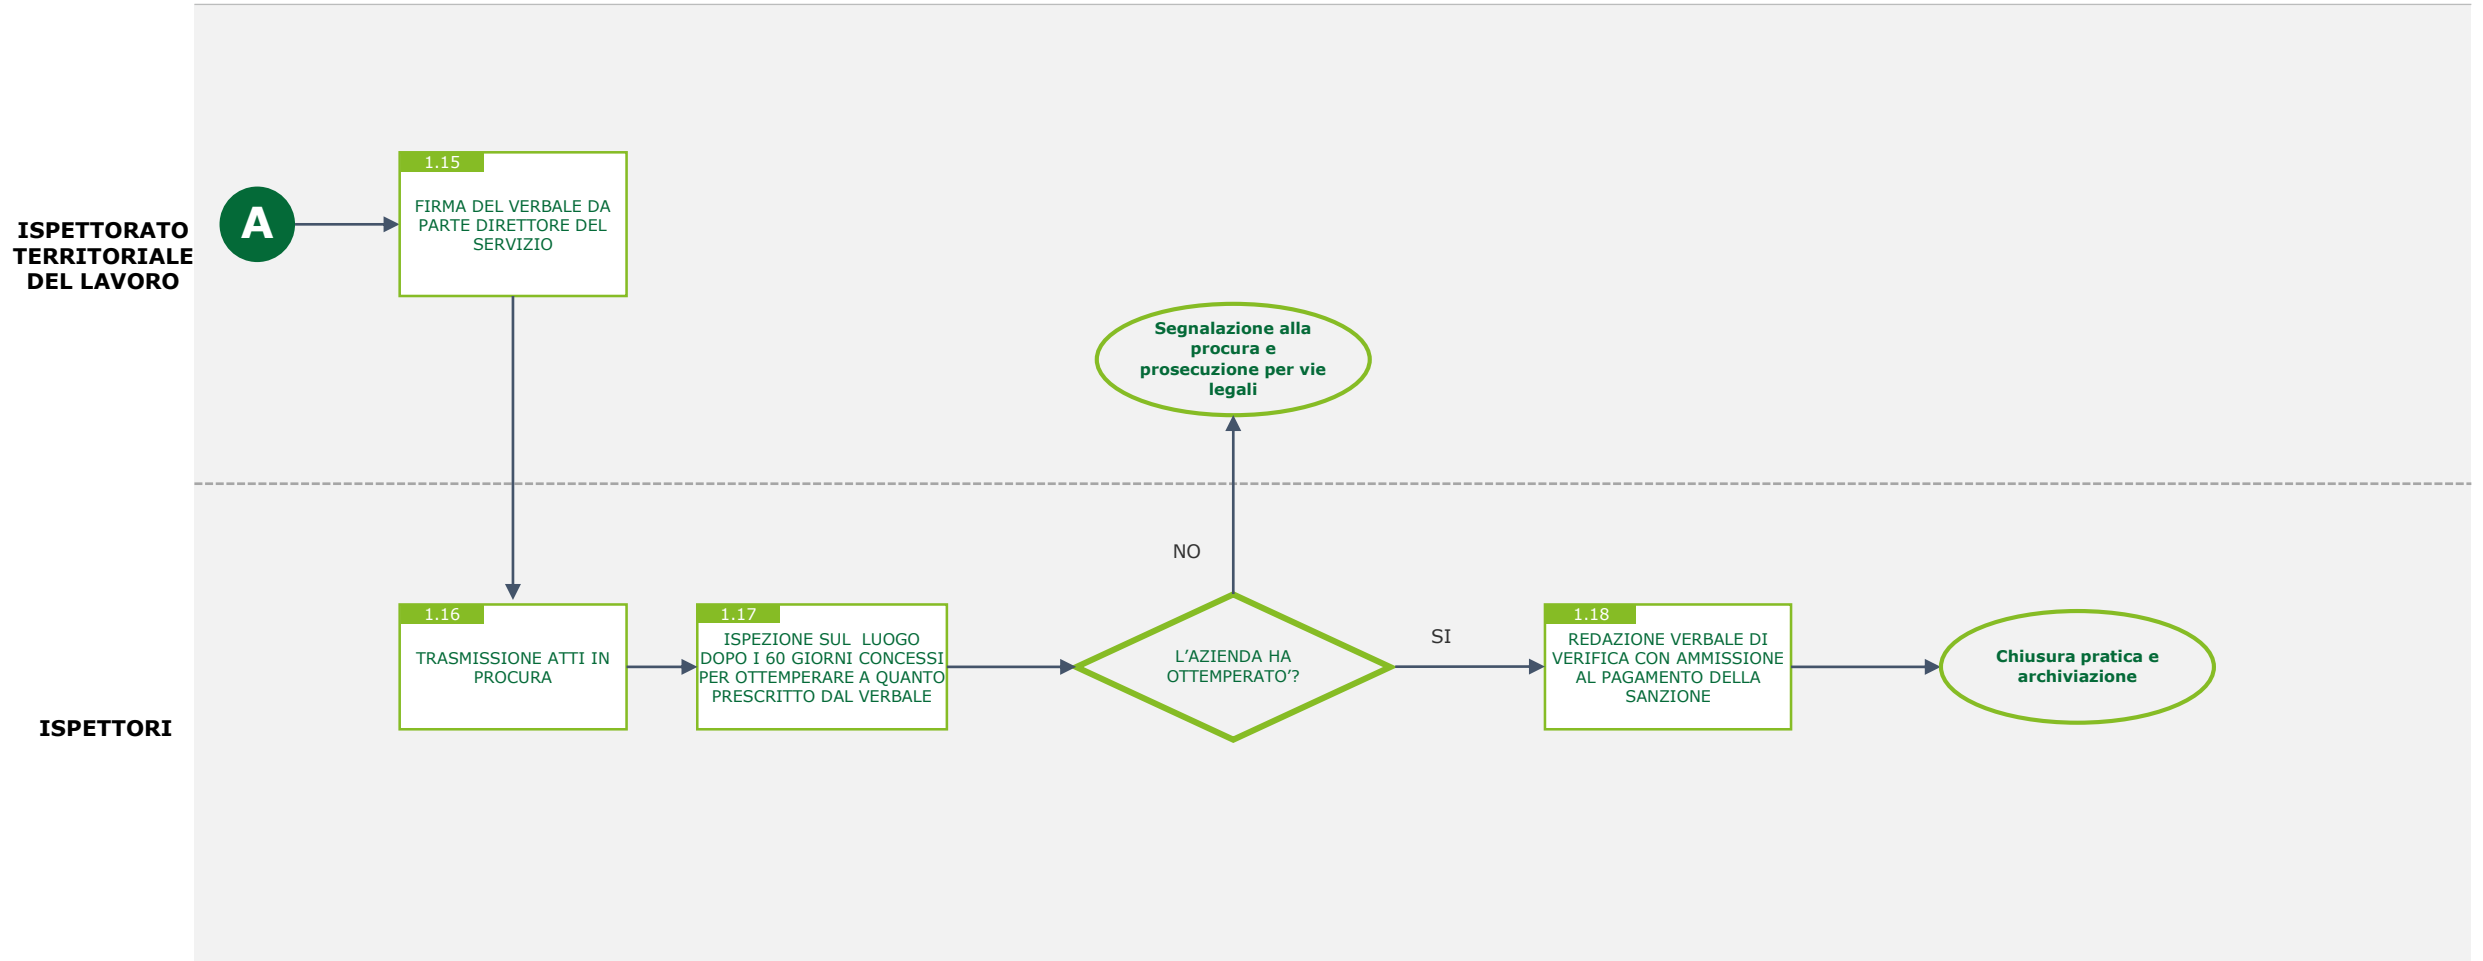 ISPETTORATO
TERRITORIALE
DEL LAVORO
A
1.15
FIRMA DEL VERBALE DA
PARTE DIRETTORE DEL
SERVIZIO
Segnalazione alla
procura e
prosecuzione per vie
legali
NO
ISPETTORI
1.16
TRASMISSIONE ATTI IN
PROCURA
1.17
ISPEZIONE SUL  LUOGO
DOPO I 60 GIORNI CONCESSI
PER OTTEMPERARE A QUANTO
PRESCRITTO DAL VERBALE
L’AZIENDA HA
OTTEMPERATO’?
SI
1.18
REDAZIONE VERBALE DI
VERIFICA CON AMMISSIONE
AL PAGAMENTO DELLA
SANZIONE
Chiusura pratica e
archiviazione